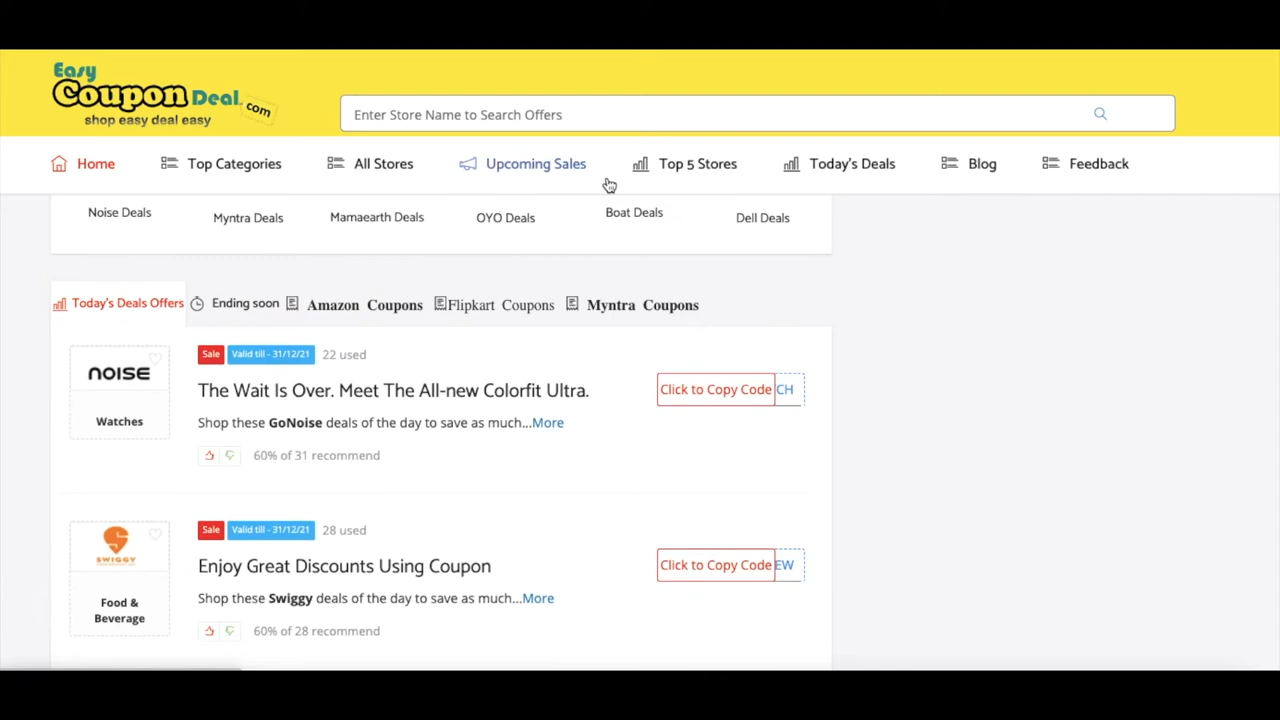 Easy
Coupon Deal.com
shop easy deal easy
Enter Store Name to Search Offers
Home Top Categories All Stores Upcoming Sales Top 5 Stores Today's Deals Blog Feedback
Noise Deals Myntra Deals Mamaearth Deals OYO Deals Boat Deals Dell Deals
Today's Deals Offers Ending soon Amazon Coupons Flipkart Coupons Myntra Coupons
Sale Valid till - 31/12/21 22 used
noise
Watches
The Wait Is Over. Meet The All-new Colorfit Ultra.
Click to Copy Code CH
Shop these GoNoise deals of the day to save as much...More
60% of 31 recommend
Sale Valid till - 31/12/21 28 used
SWIGGY
Food &
Beverage
Enjoy Great Discounts Using Coupon
Click to Copy Code EW
Shop these Swiggy deals of the day to save as much...More
60% of 28 recommend